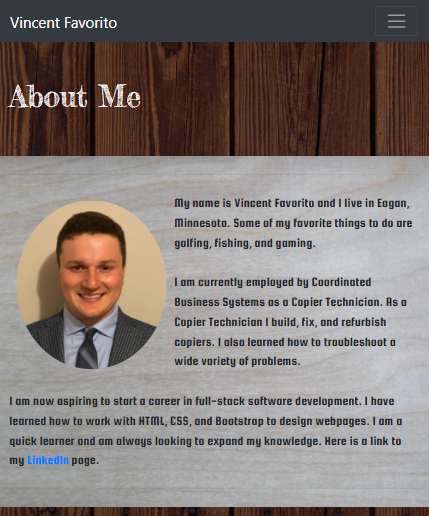 Vincent Favorito
About Me
My name is Vincent Favorito and I live in Eagan,
Minnesota. Some of my favorite things to do are
golfing, fishing, and gaming.
I am currently employed by Coordinated
Business Systems as a Copier Technician. As a
Copier Technician I build, fix, and refurbish
copiers. I also learned how to troubleshoot a
wide variety of problems.
I am now aspiring to start a career in full-stack software development. I have
learned how to work with HTML, CSS, and Bootstrap to design webpages. I am a
quick learner and am always looking to expand my knowledge. Here is a link to
my LinkedIn page.